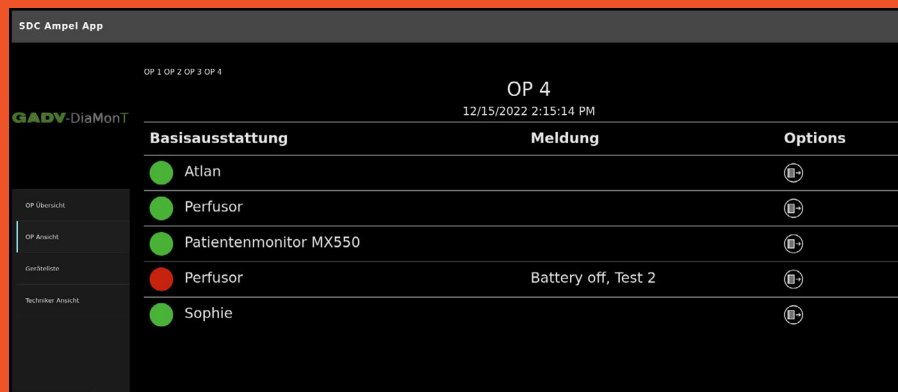 SDC Ampel App
OP 1 OP 2 OP 3 OP 4
OP 4
12/15/2022 2:15:14 PM
GADV-DiaMonT
Basisausstattung Meldung Options
Atlan
Perfusor
Patientenmonitor MX550
Perfusor Battery off, Test 2
Sophie
OP Übersicht
OP Ansicht
Geräteliste
Techniker Ansicht